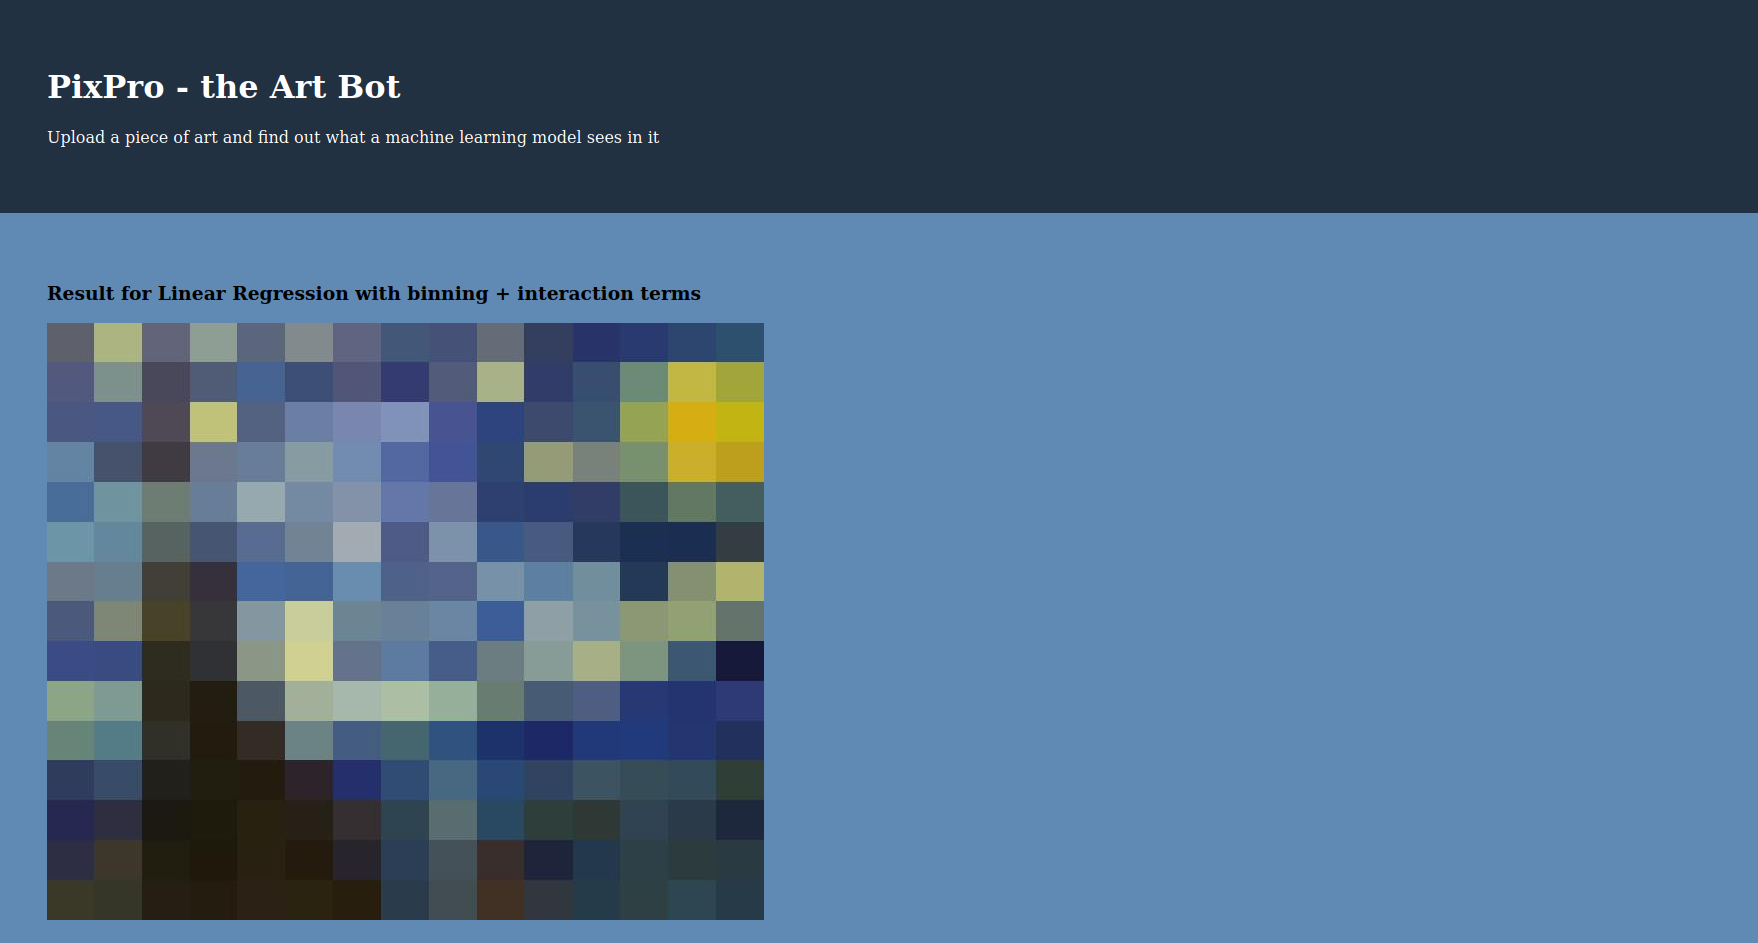 PixPro - the Art Bot
Upload a piece of art and find out what a machine learning model sees in it
Result for Linear Regression with binning + interaction terms